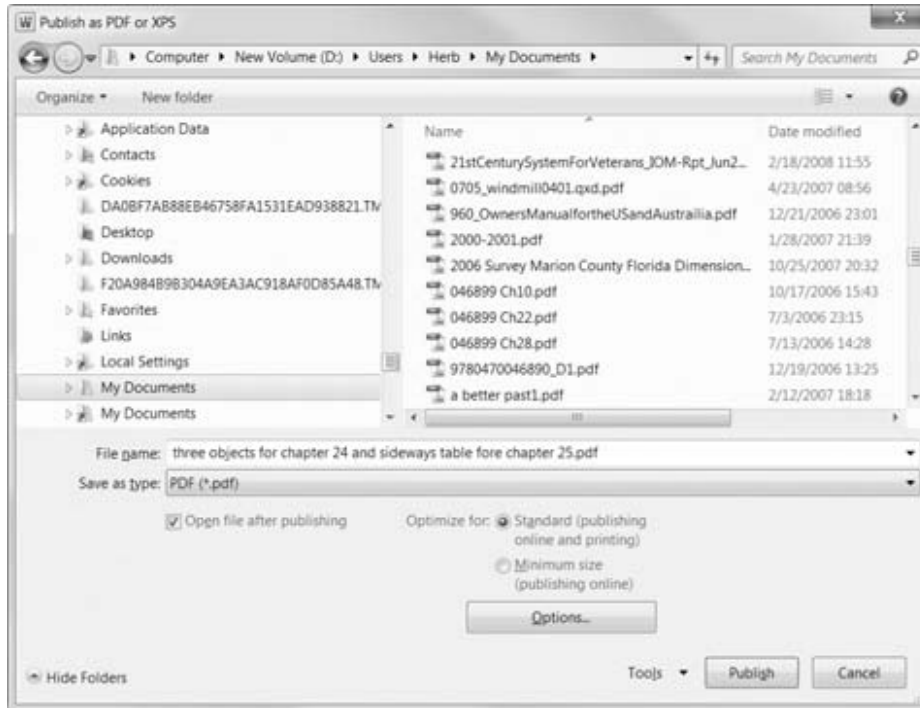 Publish as PDF or XPS
Computer ▸ New Volume (D:) ▸ Users ▸ Herb ▸ My Documents ▸
Search My Documents
Organize
New folder
Application Data
Contacts
Cookies
DA0BF7AB88EB46758FA1531EAD938821.TM
Desktop
Downloads
F20A984B9B304A9EA3AC918AF0D85A48.TM
Favorites
Links
Local Settings
My Documents
My Documents
Name Date modified
21stCenturySystemForVeterans_IOM-Rpt_Jun2... 2/18/2008 11:55
0705_windmill0401.qxd.pdf 4/23/2007 08:56
960_OwnersManualfortheUSandAustrailia.pdf 12/21/2006 23:01
2000-2001.pdf 1/28/2007 21:39
2006 Survey Marion County Florida Dimension... 10/25/2007 20:32
046899 Ch10.pdf 10/17/2006 15:43
046899 Ch22.pdf 7/3/2006 23:15
046899 Ch28.pdf 7/13/2006 14:28
9780470046890_D1.pdf 12/19/2006 13:25
a better past1.pdf 2/12/2007 18:18
File name: three objects for chapter 24 and sideways table fore chapter 25.pdf
Save as type: PDF (*.pdf)
Open file after publishing
Optimize for: Standard (publishing
online and printing)
Minimum size
(publishing online)
Options...
Hide Folders
Tools
Publish
Cancel